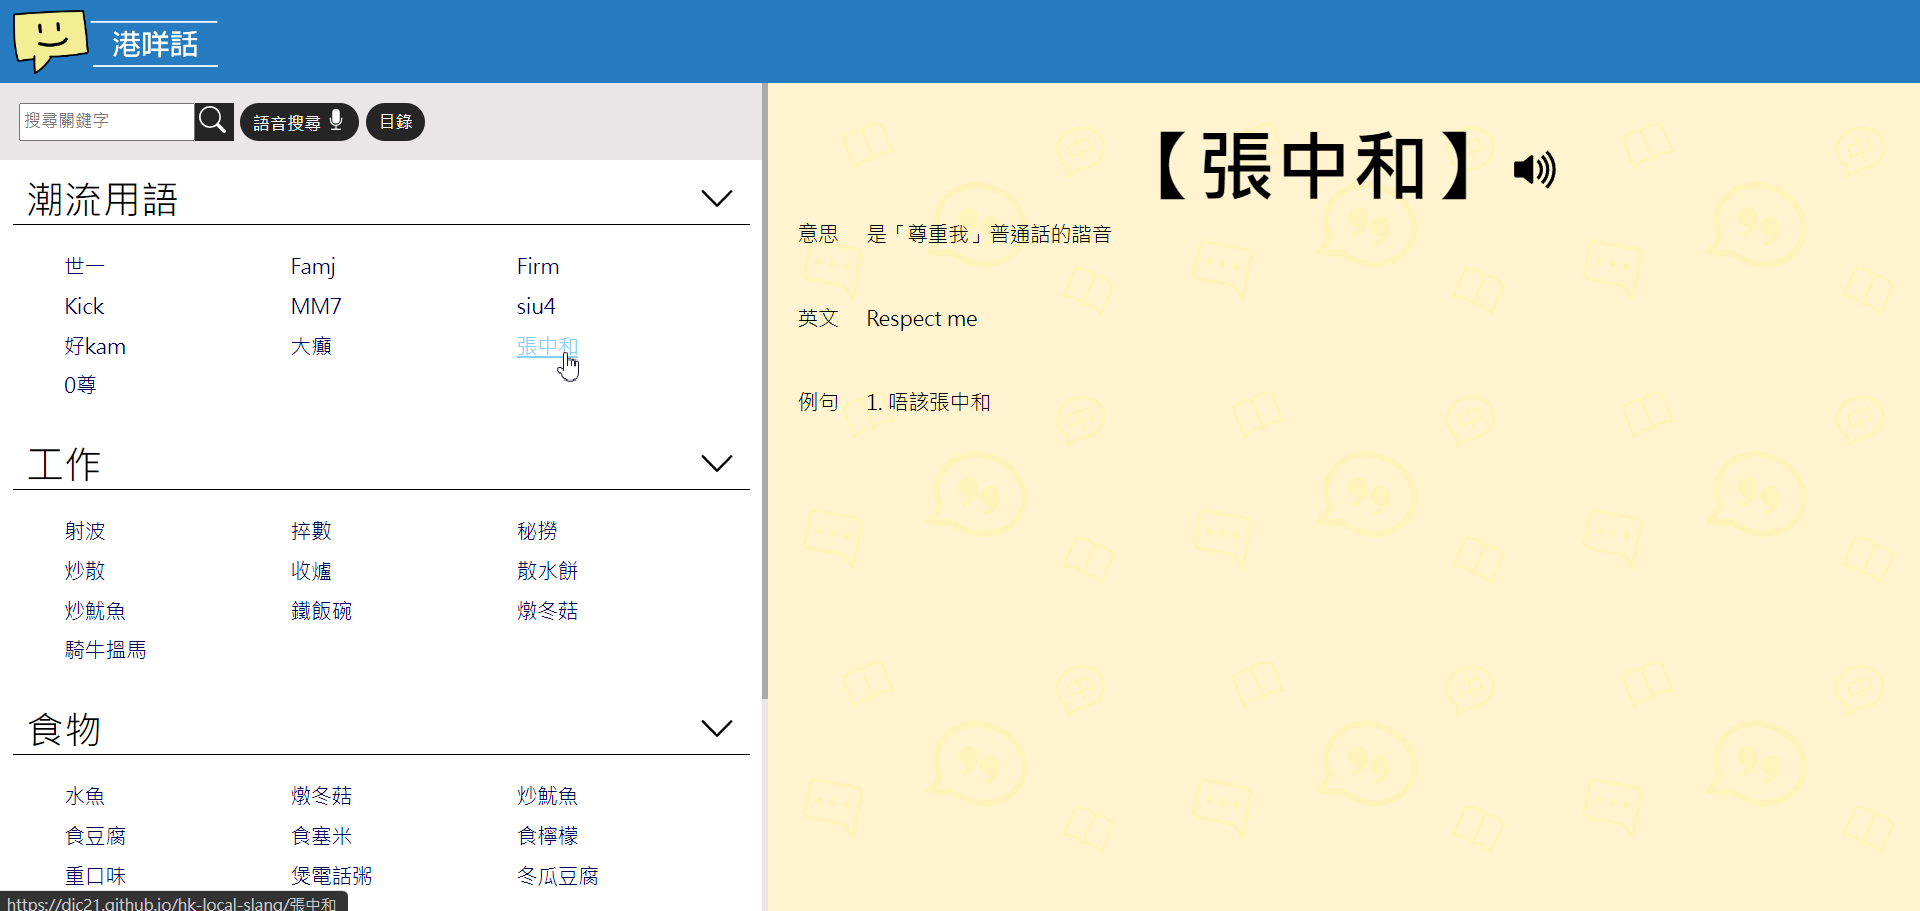 港咩話
搜尋關鍵字
語音搜尋
目錄
潮流用語
世一 Famj Firm
Kick MM7 siu4
好kam 大癲 張中和
0尊
工作
射波 捽數 秘撈
炒散 收爐 散水餅
炒魷魚 鐵飯碗 燉冬菇
騎牛搵馬
食物
水魚 燉冬菇 炒魷魚
食豆腐 食塞米 食檸檬
重口味 煲電話粥 冬瓜豆腐
https://dic21.github.io/hk-local-slang/張中和
【張中和】
意思 是「尊重我」普通話的諧音
英文 Respect me
例句 1. 唔該張中和